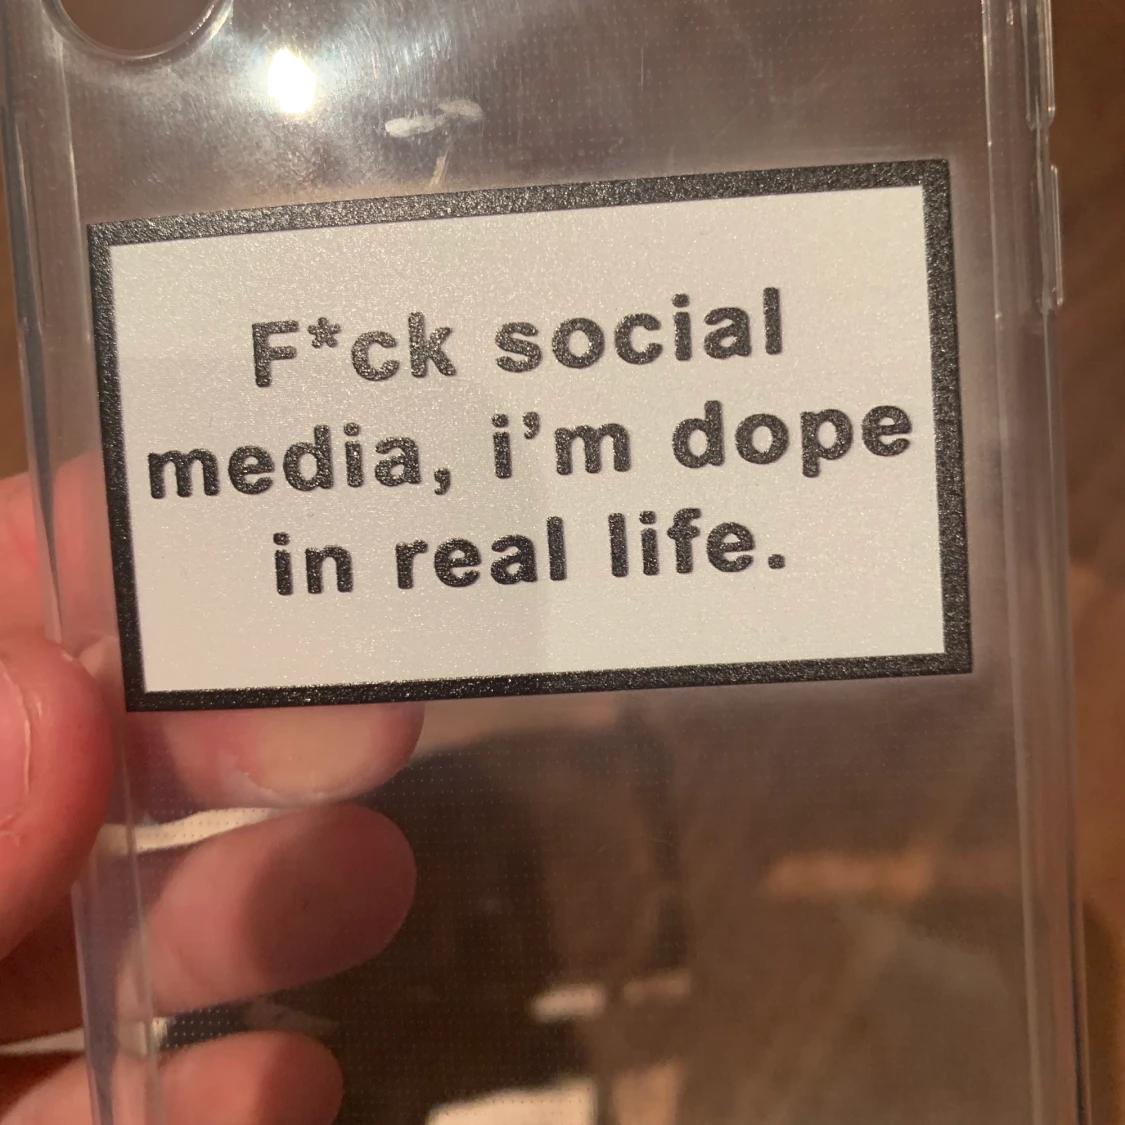 F*ck social
media, i'm dope
in real life.